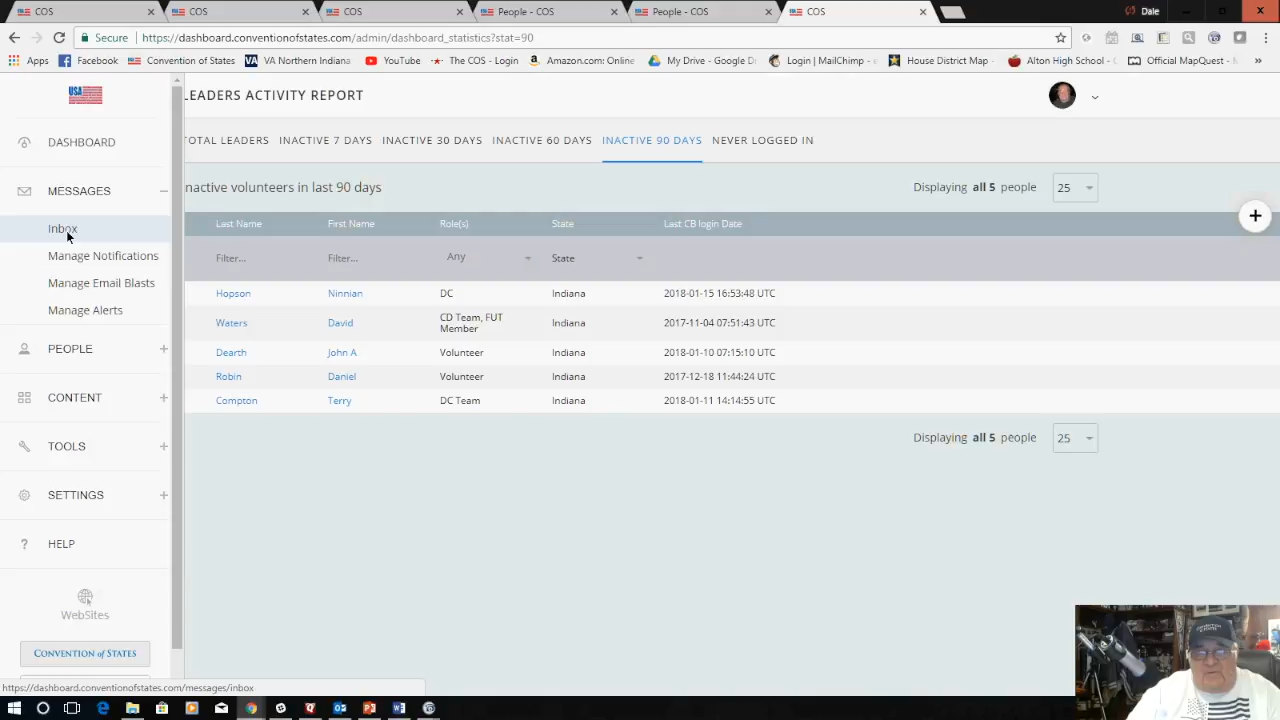 COS
COS
COS
People - COS
People - COS
COS
Dale
Secure
https://dashboard.conventionofstates.com/admin/dashboard_statistics?stat=90
Apps
Facebook
Convention of States
VA Northern Indiana
YouTube
The COS - Login
Amazon.com: Online
My Drive - Google D
Login | MailChimp -
House District Map -
Alton High School -
Official MapQuest -
USA
DASHBOARD
MESSAGES
Inbox
Manage Notifications
Manage Email Blasts
Manage Alerts
PEOPLE
CONTENT
TOOLS
SETTINGS
HELP
WebSites
CONVENTION of STATES
https://dashboard.conventionofstates.com/messages/inbox
LEADERS ACTIVITY REPORT
OTAL LEADERS INACTIVE 7 DAYS INACTIVE 30 DAYS INACTIVE 60 DAYS INACTIVE 90 DAYS NEVER LOGGED IN
nactive volunteers in last 90 days
Displaying all 5 people 25
Last Name First Name Role(s) State Last CB login Date
Filter... Filter... Any State
Hopson Ninnian DC Indiana 2018-01-15 16:53:48 UTC
Waters David CD Team, FUT Member Indiana 2017-11-04 07:51:43 UTC
Dearth John A Volunteer Indiana 2018-01-10 07:15:10 UTC
Robin Daniel Volunteer Indiana 2017-12-18 11:44:24 UTC
Compton Terry DC Team Indiana 2018-01-11 14:14:55 UTC
Displaying all 5 people 25